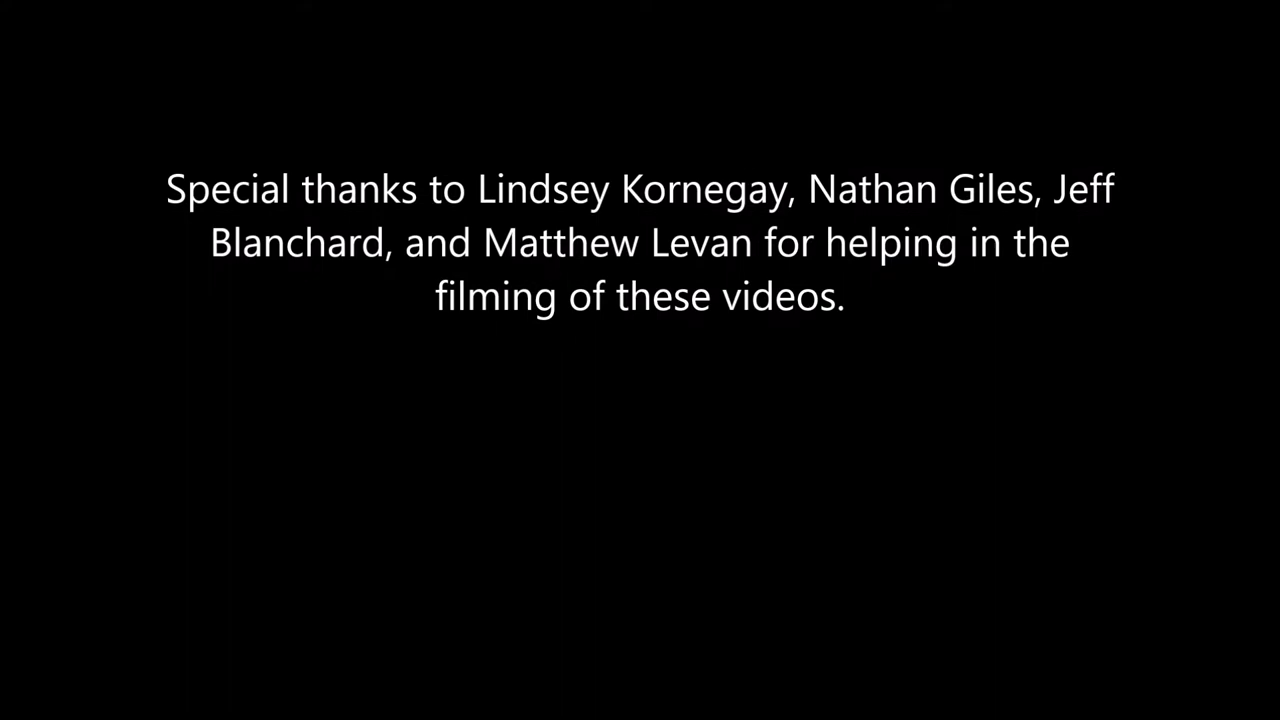 Special thanks to Lindsey Kornegay, Nathan Giles, Jeff
Blanchard, and Matthew Levan for helping in the
filming of these videos.